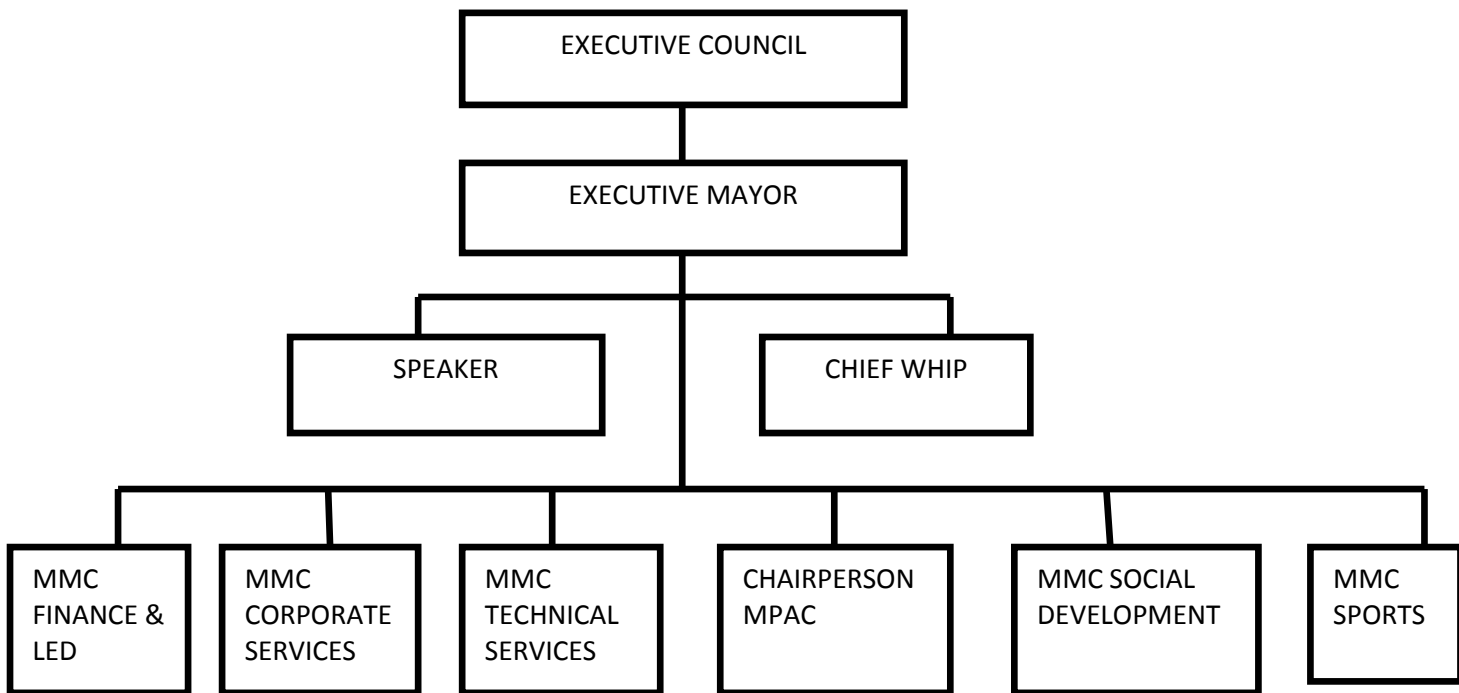 EXECUTIVE COUNCIL
EXECUTIVE MAYOR
SPEAKER
CHIEF WHIP
MMC
FINANCE &
LED
MMC
CORPORATE
SERVICES
MMC
TECHNICAL
SERVICES
CHAIRPERSON
MPAC
MMC SOCIAL
DEVELOPMENT
MMC
SPORTS